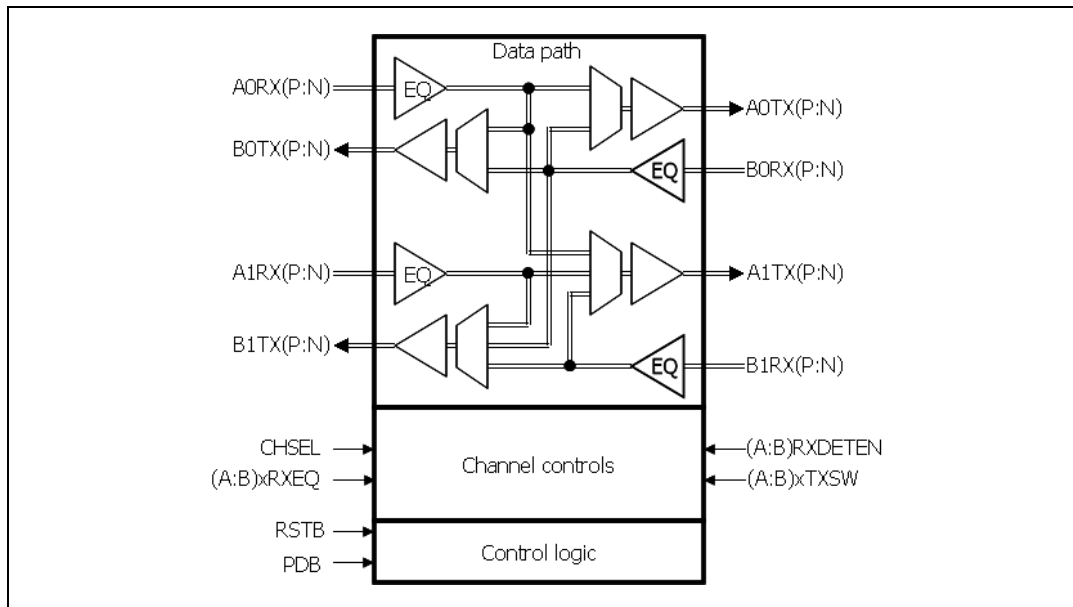 Data path
A0RX(P:N)
EQ
A0TX(P:N)
B0TX(P:N)
EQ
B0RX(P:N)
A1RX(P:N)
EQ
A1TX(P:N)
B1TX(P:N)
EQ
B1RX(P:N)
CHSEL
(A:B)xRXEQ
Channel controls
(A:B)RXDETEN
(A:B)xTXSW
RSTB
PDB
Control logic